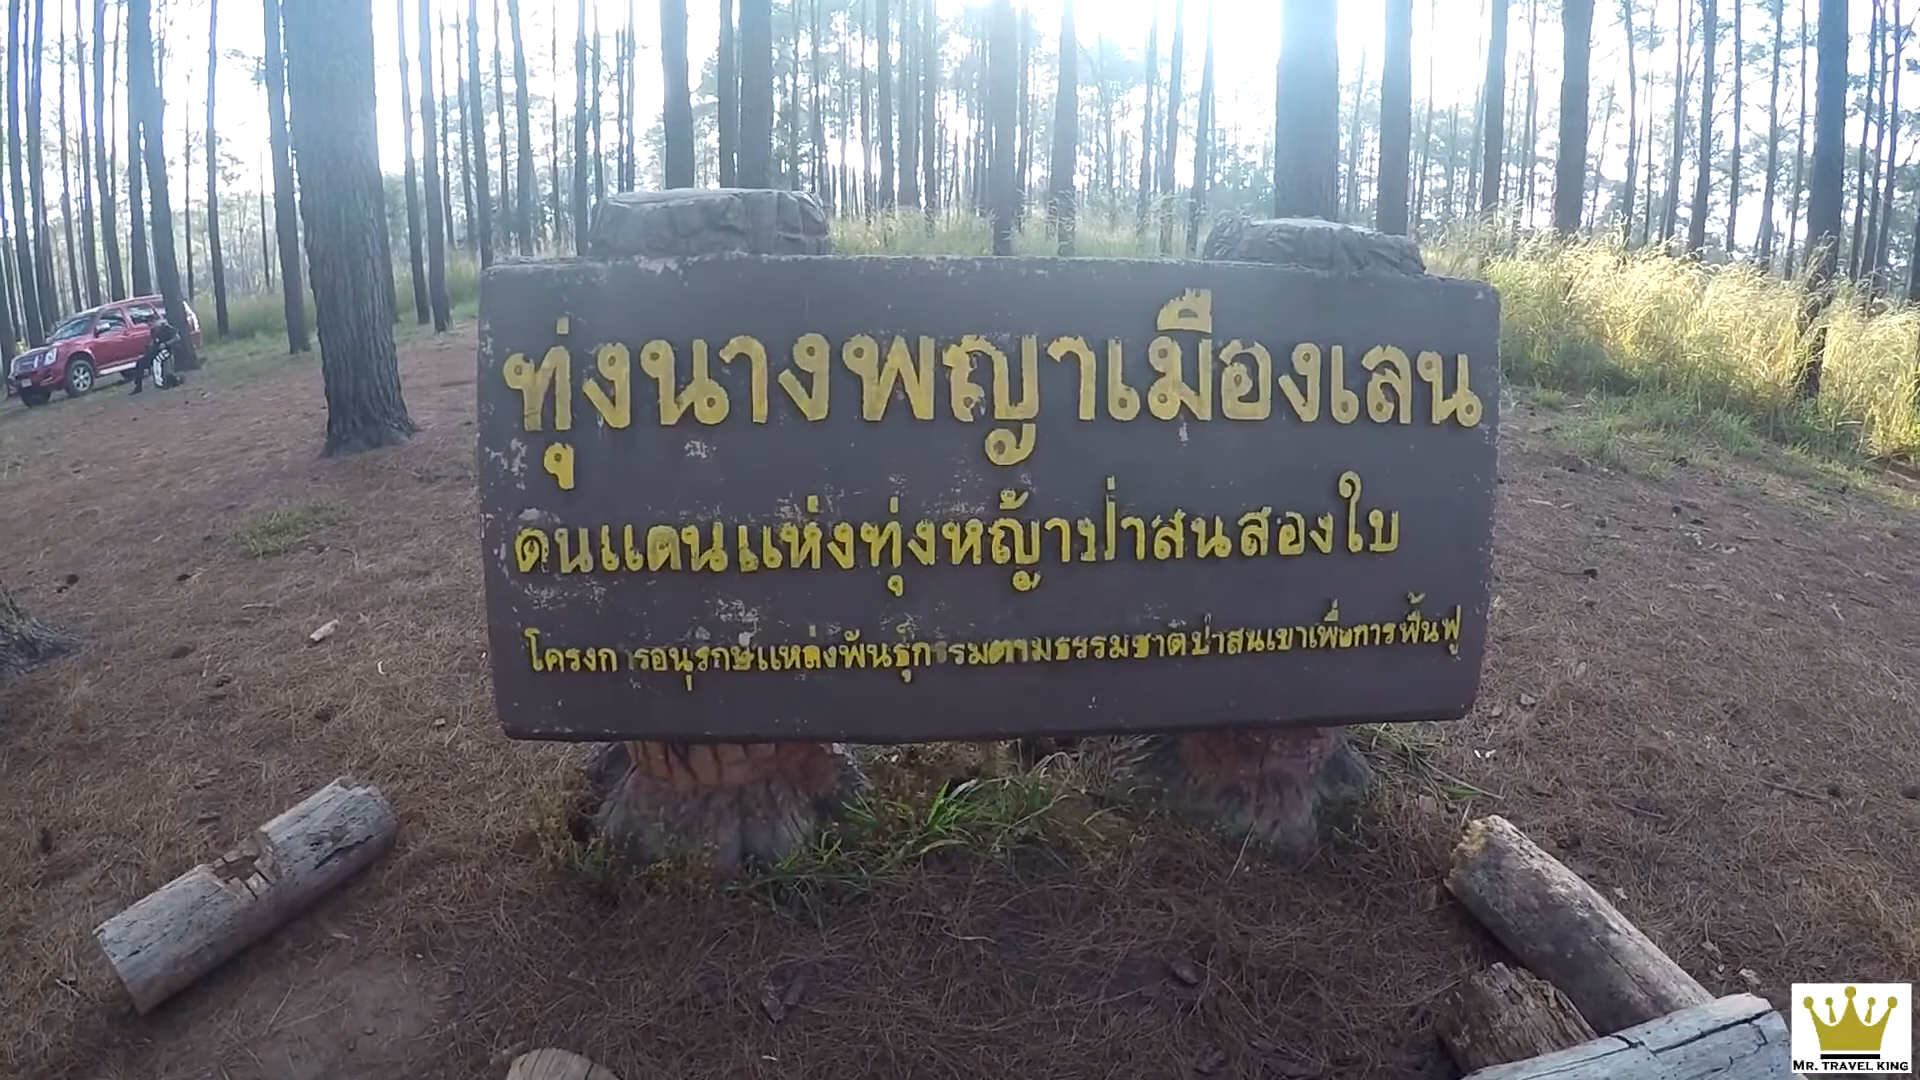 ทุ่งนางพญาเมืองเลน
ดนแดนแห่งทุ่งหญ้าป่าสนสองใบ
โครงการอนุรักษ์แหล่งพันธุ์กรรมตามธรรมชาติป่าสนเขาเพื่อการฟื้นฟู
MR. TRAVEL KING